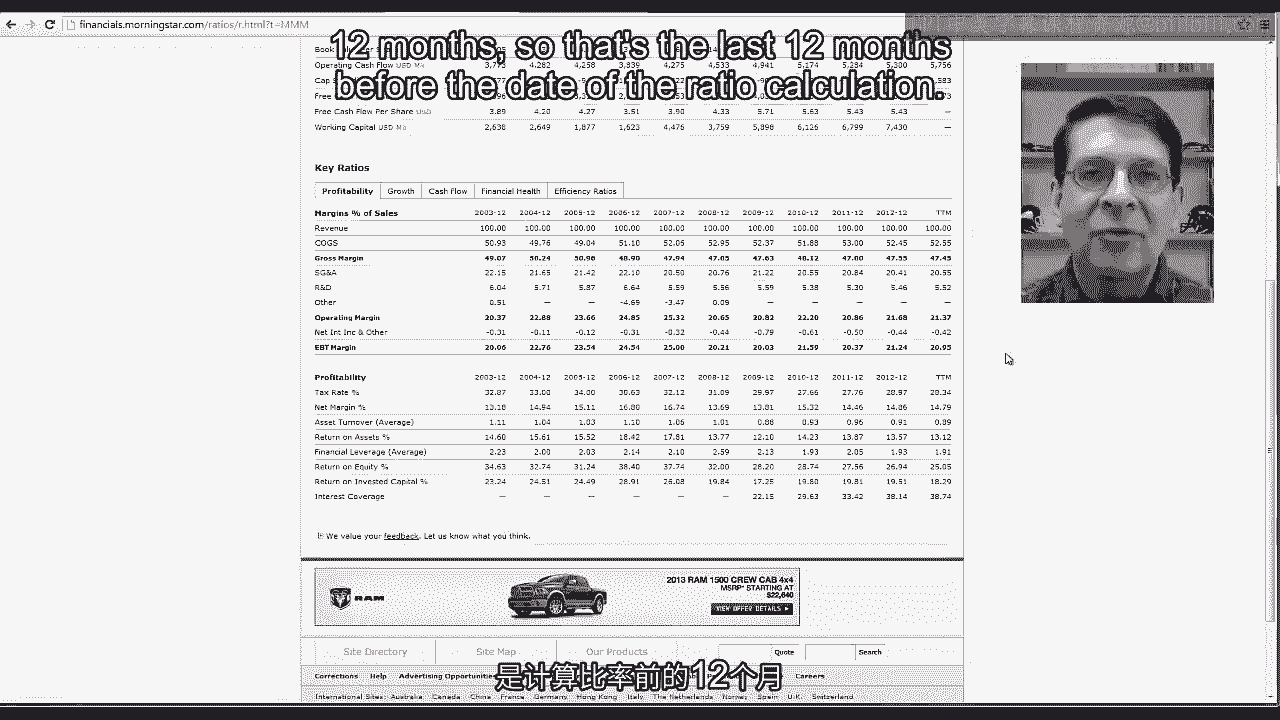 financials.morningstar.com/ratios/r.html?t=MMM
12 months, so that's the last 12 months
before the date of the ratio calculation.
Operating Cash Flow USD Mil 3,773 4,282 4,258 3,839 4,275 4,533 4,941 5,174 5,284 5,300 5,756
Free Cash Flow Per Share USD 3.89 4.20 4.27 3.51 3.90 4.33 5.71 5.63 5.43 5.43 —
Working Capital USD Mil 2,638 2,649 1,877 1,623 4,476 3,759 5,898 6,126 6,799 7,430 —
Key Ratios
Profitability Growth Cash Flow Financial Health Efficiency Ratios
Margins % of Sales 2003-12 2004-12 2005-12 2006-12 2007-12 2008-12 2009-12 2010-12 2011-12 2012-12 TTM
Revenue 100.00 100.00 100.00 100.00 100.00 100.00 100.00 100.00 100.00 100.00 100.00
COGS 50.93 49.76 49.04 51.10 52.06 52.95 52.37 51.88 53.00 52.45 52.55
Gross Margin 49.07 50.24 50.96 48.90 47.94 47.05 47.63 48.12 47.00 47.55 47.45
SG&A 22.15 21.65 21.42 22.10 20.50 20.76 21.22 20.55 20.84 20.41 20.55
R&D 6.04 5.71 5.87 6.64 5.59 5.56 5.59 5.38 5.30 5.46 5.52
Other 0.51 — — -4.69 -3.47 0.09 — — — — —
Operating Margin 20.37 22.88 23.66 24.85 25.32 20.65 20.82 22.20 20.86 21.68 21.37
Net Int Inc & Other -0.31 -0.11 -0.12 -0.31 -0.32 -0.44 -0.79 -0.61 -0.50 -0.44 -0.42
EBT Margin 20.06 22.76 23.54 24.54 25.00 20.21 20.03 21.59 20.37 21.24 20.95
Profitability 2003-12 2004-12 2005-12 2006-12 2007-12 2008-12 2009-12 2010-12 2011-12 2012-12 TTM
Tax Rate % 32.87 33.00 34.00 30.63 32.12 31.09 29.97 27.66 27.76 28.97 28.34
Net Margin % 13.18 14.94 15.11 16.80 16.74 13.69 13.81 15.32 14.46 14.86 14.79
Asset Turnover (Average) 1.11 1.04 1.03 1.10 1.06 1.01 0.88 0.93 0.96 0.91 0.89
Return on Assets % 14.60 15.61 15.52 18.42 17.81 13.77 12.10 14.23 13.87 13.57 13.12
Financial Leverage (Average) 2.23 2.00 2.03 2.14 2.10 2.59 2.13 1.93 2.05 1.93 1.91
Return on Equity % 34.63 32.74 31.24 38.40 37.74 32.00 28.20 28.74 27.56 26.94 25.05
Return on Invested Capital % 23.24 24.51 24.49 28.91 26.08 19.84 17.25 19.80 19.81 19.51 18.29
Interest Coverage — — — — — — 22.15 29.63 33.42 38.14 38.74
We value your feedback. Let us know what you think.
RAM
2013 RAM 1500 CREW CAB 4x4
MSRP* STARTING AT
$22,640
VIEW OFFER DETAILS
Site Directory Site Map Our Products Quote Search
是计算比率前的12个月
Corrections Help Advertising Careers
International Sites: Australia Canada China France Germany Hong Kong Italy The Netherlands Norway Spain U.K. Switzerland